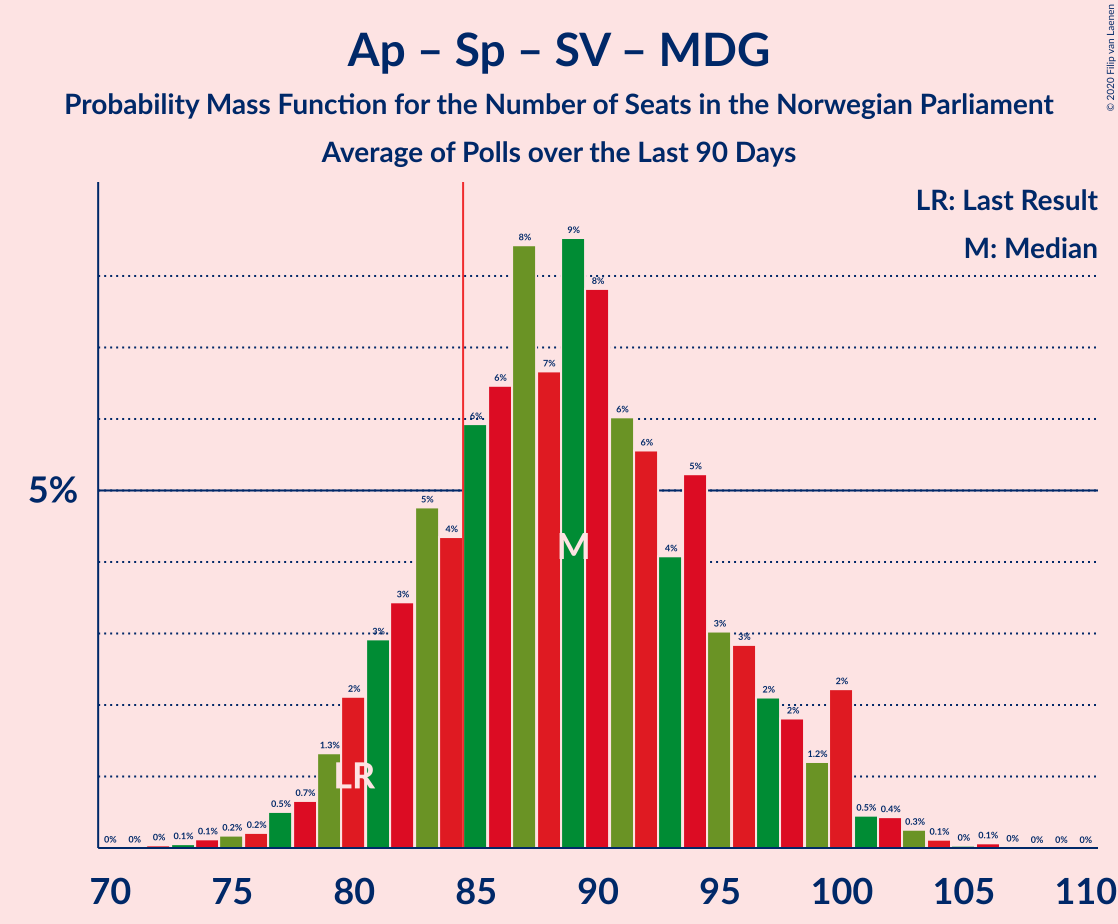 Ap – Sp – SV – MDG
Probability Mass Function for the Number of Seats in the Norwegian Parliament
Average of Polls over the Last 90 Days
© 2020 Filip van Laenen
LR: Last Result
M: Median
5%
0% 0% 0% 0.1% 0.1% 0.2% 0.2% 0.5% 0.7% 1.3% 2% 3% 3% 5% 4% 6% 6% 8% 7% 9% 8% 6% 6% 4% 5% 3% 3% 2% 2% 1.2% 2% 0.5% 0.4% 0.3% 0.1% 0% 0.1% 0% 0% 0% 0%
M
LR
70 75 80 85 90 95 100 105 110